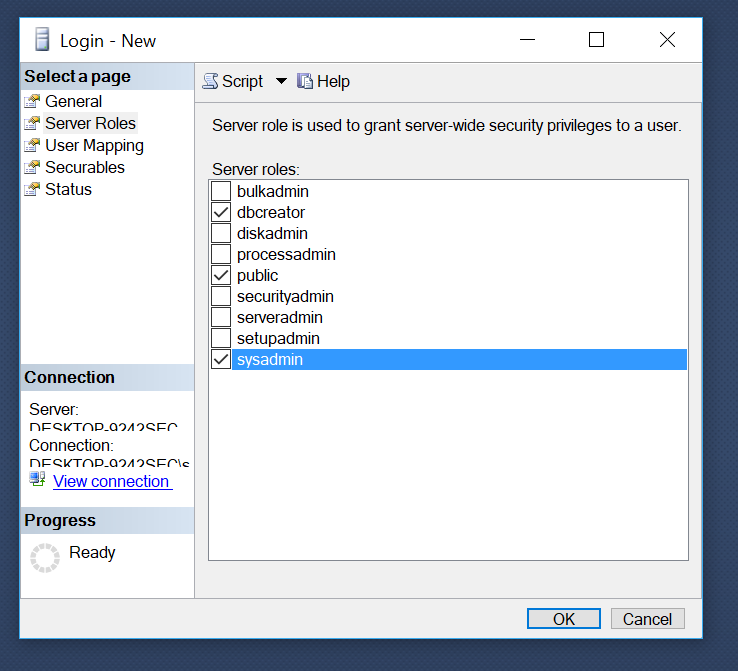 Login - New
Select a page
General
Server Roles
User Mapping
Securables
Status
Connection
Server:
DESKTOP-9242SEC
Connection:
DESKTOP-9242SEC\s
View connection
Progress
Ready
Script
Help
Server role is used to grant server-wide security privileges to a user.
Server roles:
bulkadmin
dbcreator
diskadmin
processadmin
public
securityadmin
serveradmin
setupadmin
sysadmin
OK
Cancel